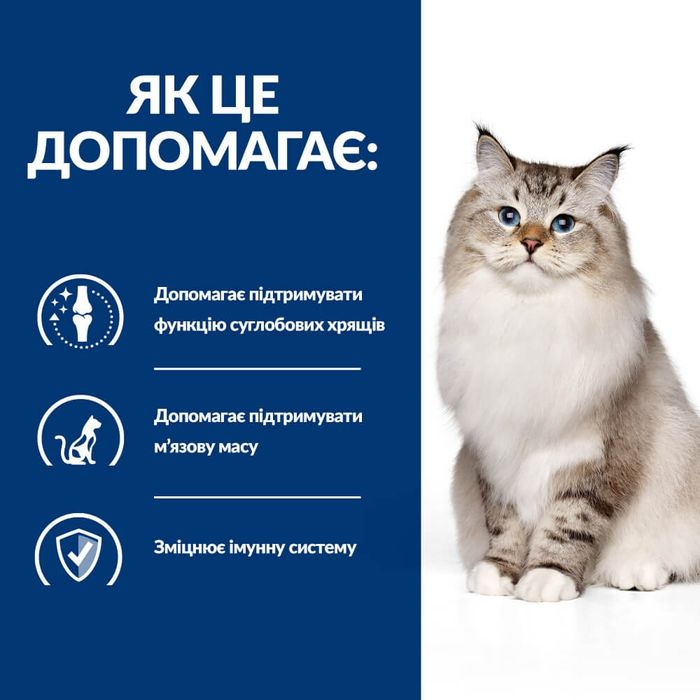 ЯК ЦЕ
ДОПОМАГАЄ:
Допомагає підтримувати
функцію суглобових хрящів
Допомагає підтримувати
м’язову масу
Зміцнює імунну систему